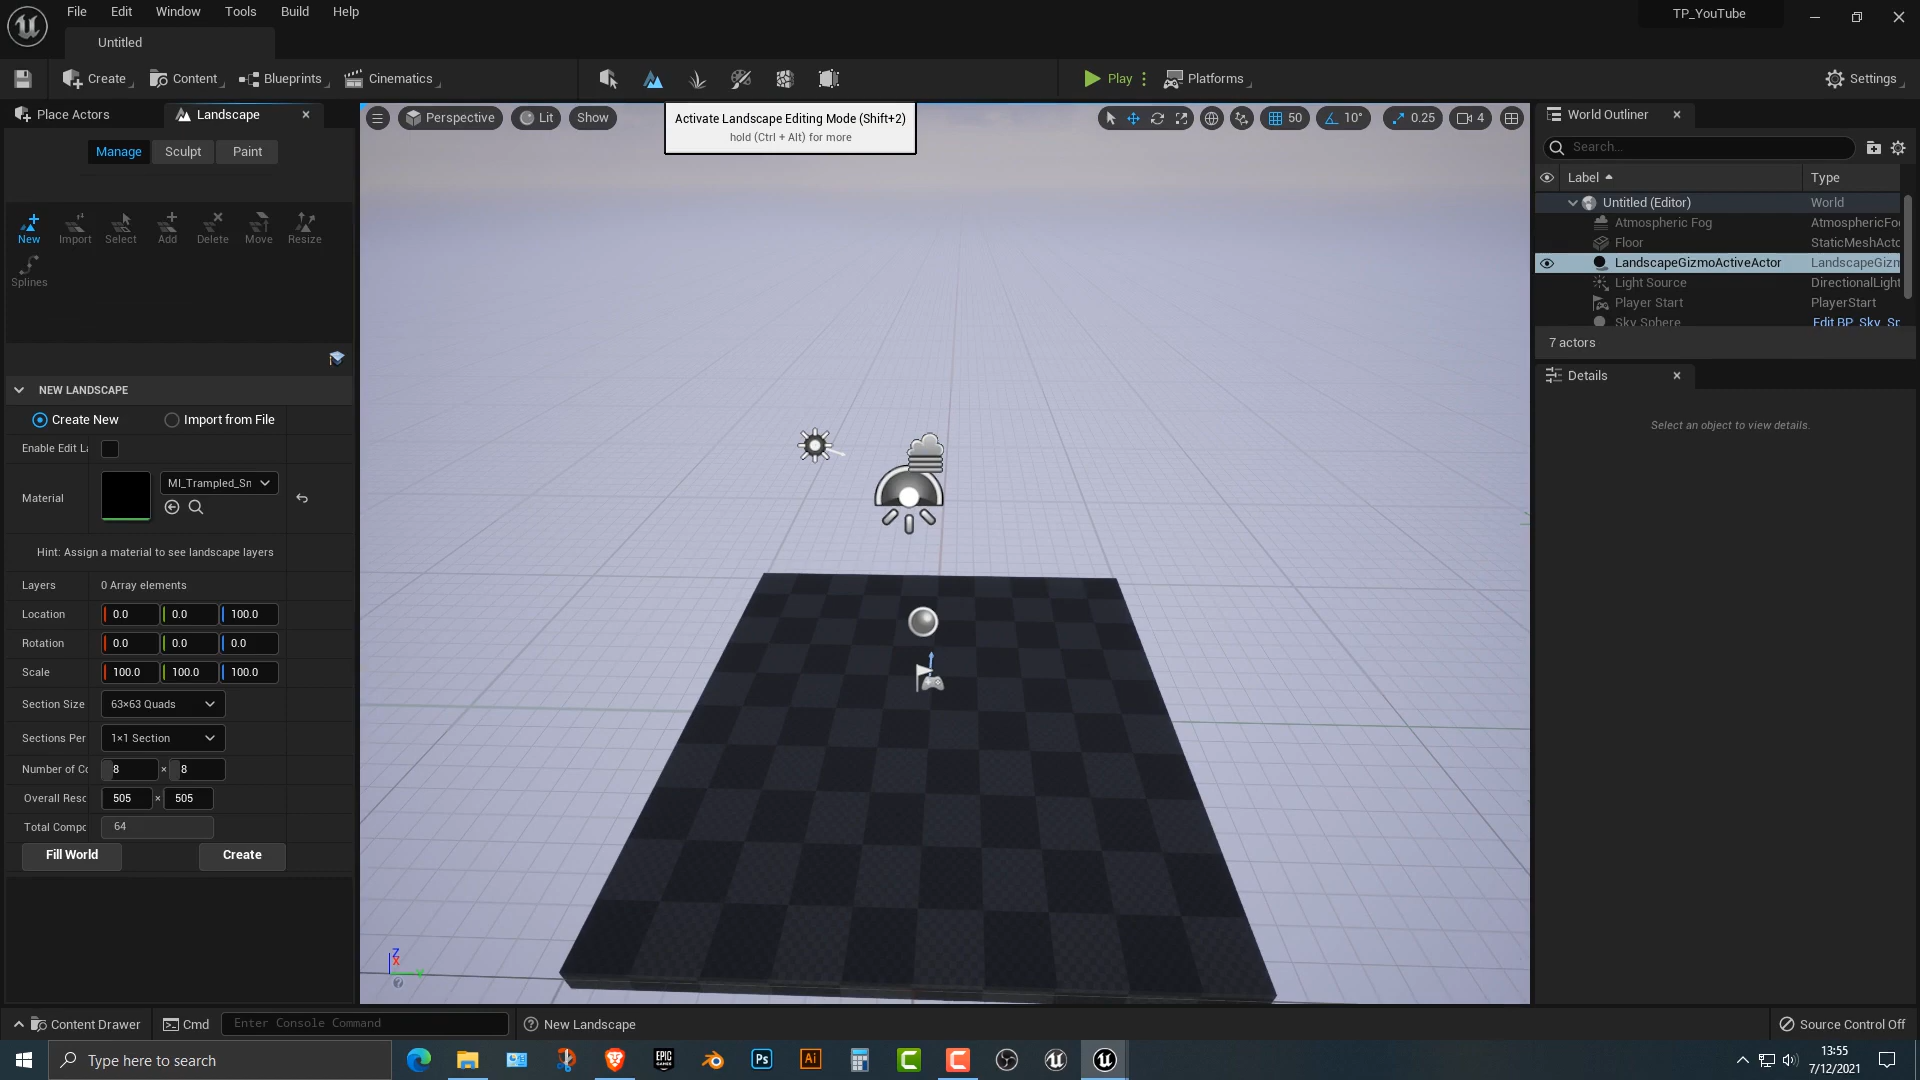 File Edit Window Tools Build Help
TP_YouTube
Untitled
Create Content Blueprints Cinematics Play Platforms Settings
Place Actors Landscape
Perspective Lit Show
Activate Landscape Editing Mode (Shift+2)
hold (Ctrl + Alt) for more
50 10° 0.25 4
World Outliner
Manage Sculpt Paint
Search...
Label Type
New Import Select Add Delete Move Resize
Splines
Untitled (Editor) World
Atmospheric Fog AtmosphericFo
Floor StaticMeshActo
LandscapeGizmoActiveActor LandscapeGizn
Light Source DirectionalLight
Player Start PlayerStart
Sky Sphere Edit BP_Sky_Sp
7 actors
Details
Select an object to view details.
NEW LANDSCAPE
Create New Import from File
Enable Edit La
Material MI_Trampled_Sn
Hint: Assign a material to see landscape layers
Layers 0 Array elements
Location 0.0 0.0 100.0
Rotation 0.0 0.0 0.0
Scale 100.0 100.0 100.0
Section Size 63×63 Quads
Sections Per 1×1 Section
Number of Co 8 × 8
Overall Reso 505 × 505
Total Compo 64
Fill World Create
Z
X
Y
Content Drawer Cmd Enter Console Command New Landscape Source Control Off
Type here to search
EPIC GAMES
Ps
Ai
13:55
7/12/2021